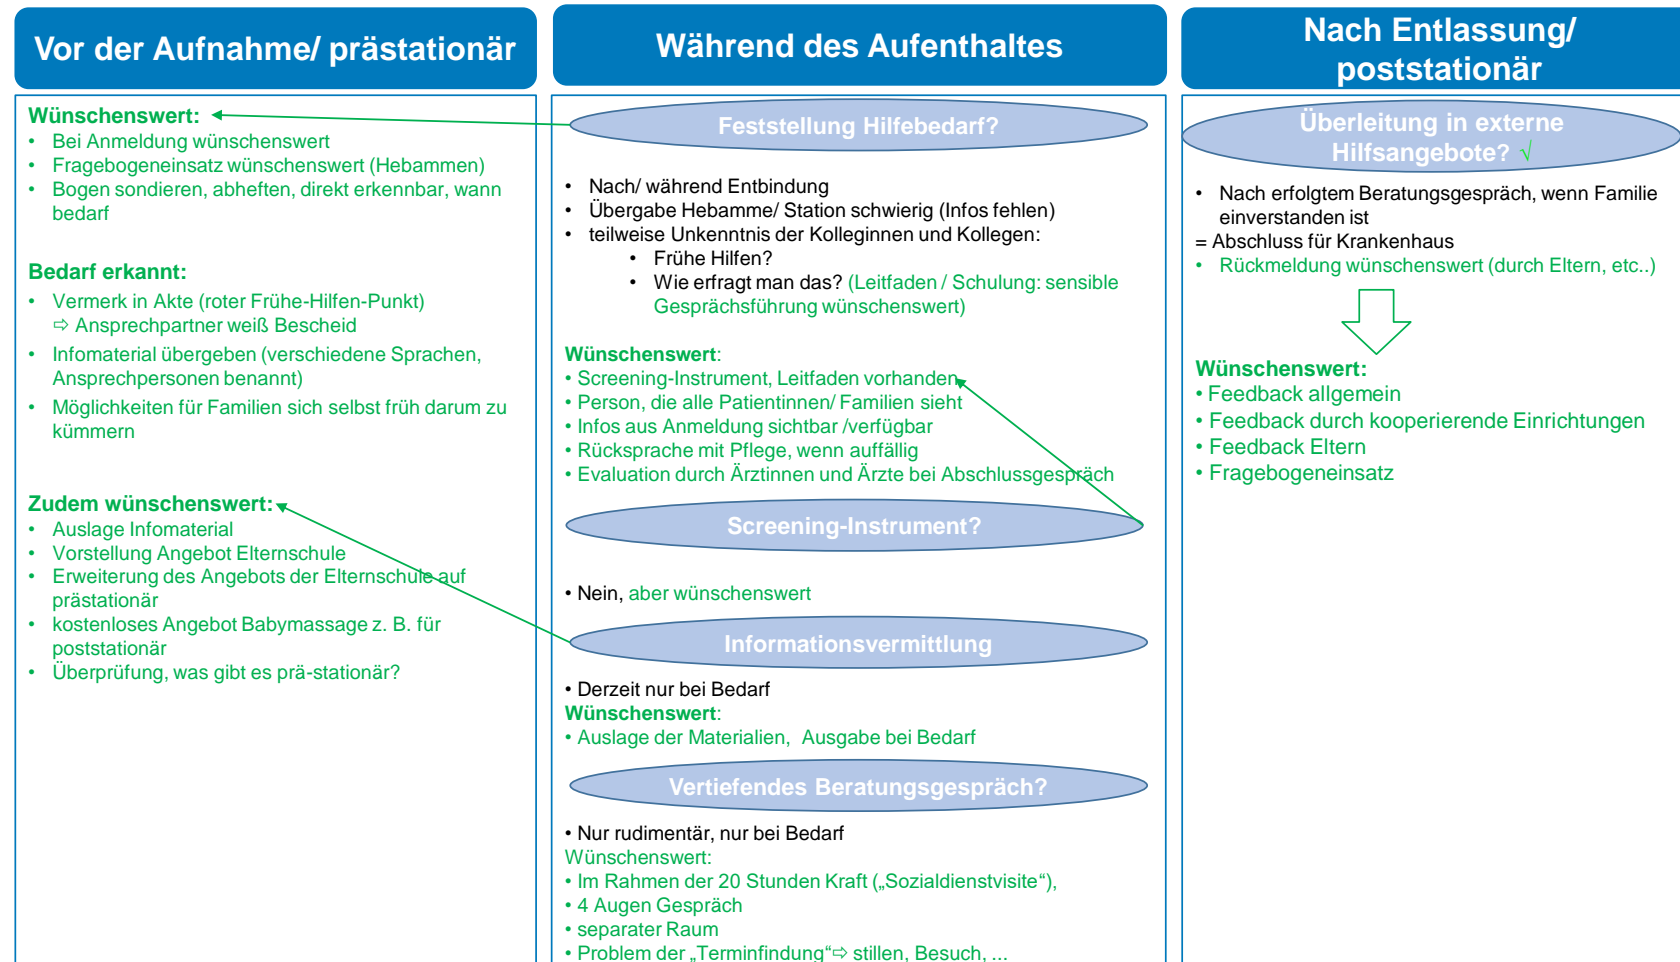 Vor der Aufnahme/ prästationär
Wünschenswert:
• Bei Anmeldung wünschenswert
• Fragebogeneinsatz wünschenswert (Hebammen)
• Bogen sondieren, abheften, direkt erkennbar, wann
bedarf
Bedarf erkannt:
• Vermerk in Akte (roter Frühe-Hilfen-Punkt)
⇨ Ansprechpartner weiß Bescheid
• Infomaterial übergeben (verschiedene Sprachen,
Ansprechpersonen benannt)
• Möglichkeiten für Familien sich selbst früh darum zu
kümmern
Zudem wünschenswert:
• Auslage Infomaterial
• Vorstellung Angebot Elternschule
• Erweiterung des Angebots der Elternschule auf
prästationär
• kostenloses Angebot Babymassage z. B. für
poststationär
• Überprüfung, was gibt es prä-stationär?
Während des Aufenthaltes
Feststellung Hilfebedarf?
• Nach/ während Entbindung
• Übergabe Hebamme/ Station schwierig (Infos fehlen)
• teilweise Unkenntnis der Kolleginnen und Kollegen:
• Frühe Hilfen?
• Wie erfragt man das? (Leitfaden / Schulung: sensible
Gesprächsführung wünschenswert)
Wünschenswert:
• Screening-Instrument, Leitfaden vorhanden
• Person, die alle Patientinnen/ Familien sieht
• Infos aus Anmeldung sichtbar /verfügbar
• Rücksprache mit Pflege, wenn auffällig
• Evaluation durch Ärztinnen und Ärzte bei Abschlussgespräch
Screening-Instrument?
• Nein, aber wünschenswert
Informationsvermittlung
• Derzeit nur bei Bedarf
Wünschenswert:
• Auslage der Materialien, Ausgabe bei Bedarf
Vertiefendes Beratungsgespräch?
• Nur rudimentär, nur bei Bedarf
Wünschenswert:
• Im Rahmen der 20 Stunden Kraft („Sozialdienstvisite“),
• 4 Augen Gespräch
• separater Raum
• Problem der „Terminfindung“⇨ stillen, Besuch, ...
Nach Entlassung/
poststationär
Überleitung in externe
Hilfsangebote? √
• Nach erfolgtem Beratungsgespräch, wenn Familie
einverstanden ist
= Abschluss für Krankenhaus
• Rückmeldung wünschenswert (durch Eltern, etc..)
Wünschenswert:
• Feedback allgemein
• Feedback durch kooperierende Einrichtungen
• Feedback Eltern
• Fragebogeneinsatz